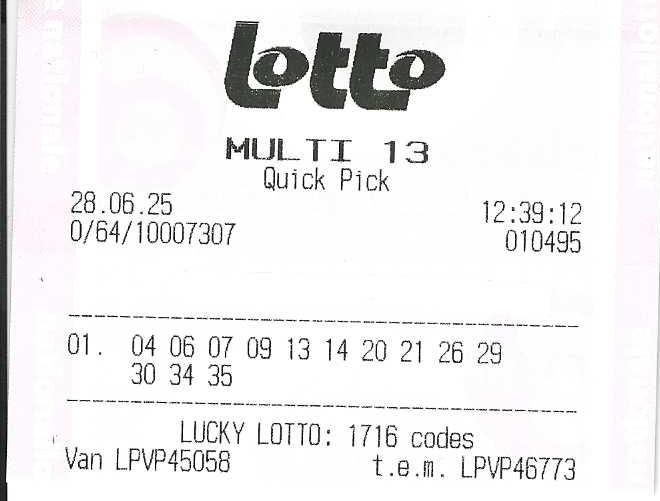 Lotto
MULTI 13
Quick Pick
28.06.25 12:39:12
0/64/10007307 010495
01. 04 06 07 09 13 14 20 21 26 29
30 34 35
LUCKY LOTTO: 1716 codes
Van LPVP45058 t.e.m. LPVP46773